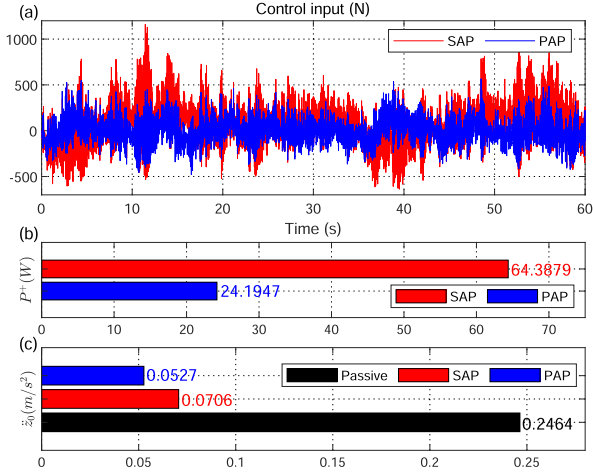 (a)
Control input (N)
1000
500
0
-500
SAP PAP
0 10 20 30 40 50 60
Time (s)
(b)
P⁺(W)
64.3879
24.1947
SAP PAP
0 10 20 30 40 50 60 70
(c)
z̈₀(m/s²)
0.0527
0.0706
0.2464
Passive SAP PAP
0 0.05 0.1 0.15 0.2 0.25